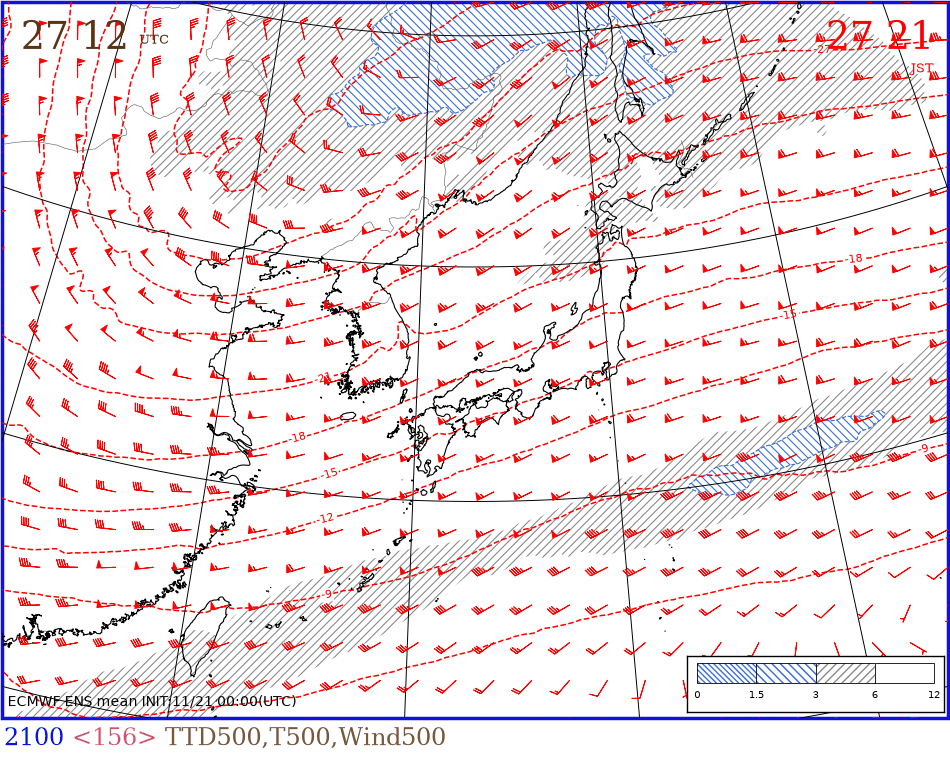 27 12 UTC
27 21 JST
-27-
-18
-15-
-21-
-18
-15-
-9
-12
-9-
ECMWF ENS mean INIT:11/21 00:00(UTC)
0 1.5 3 6 12
2100 <156> TTD500,T500,Wind500